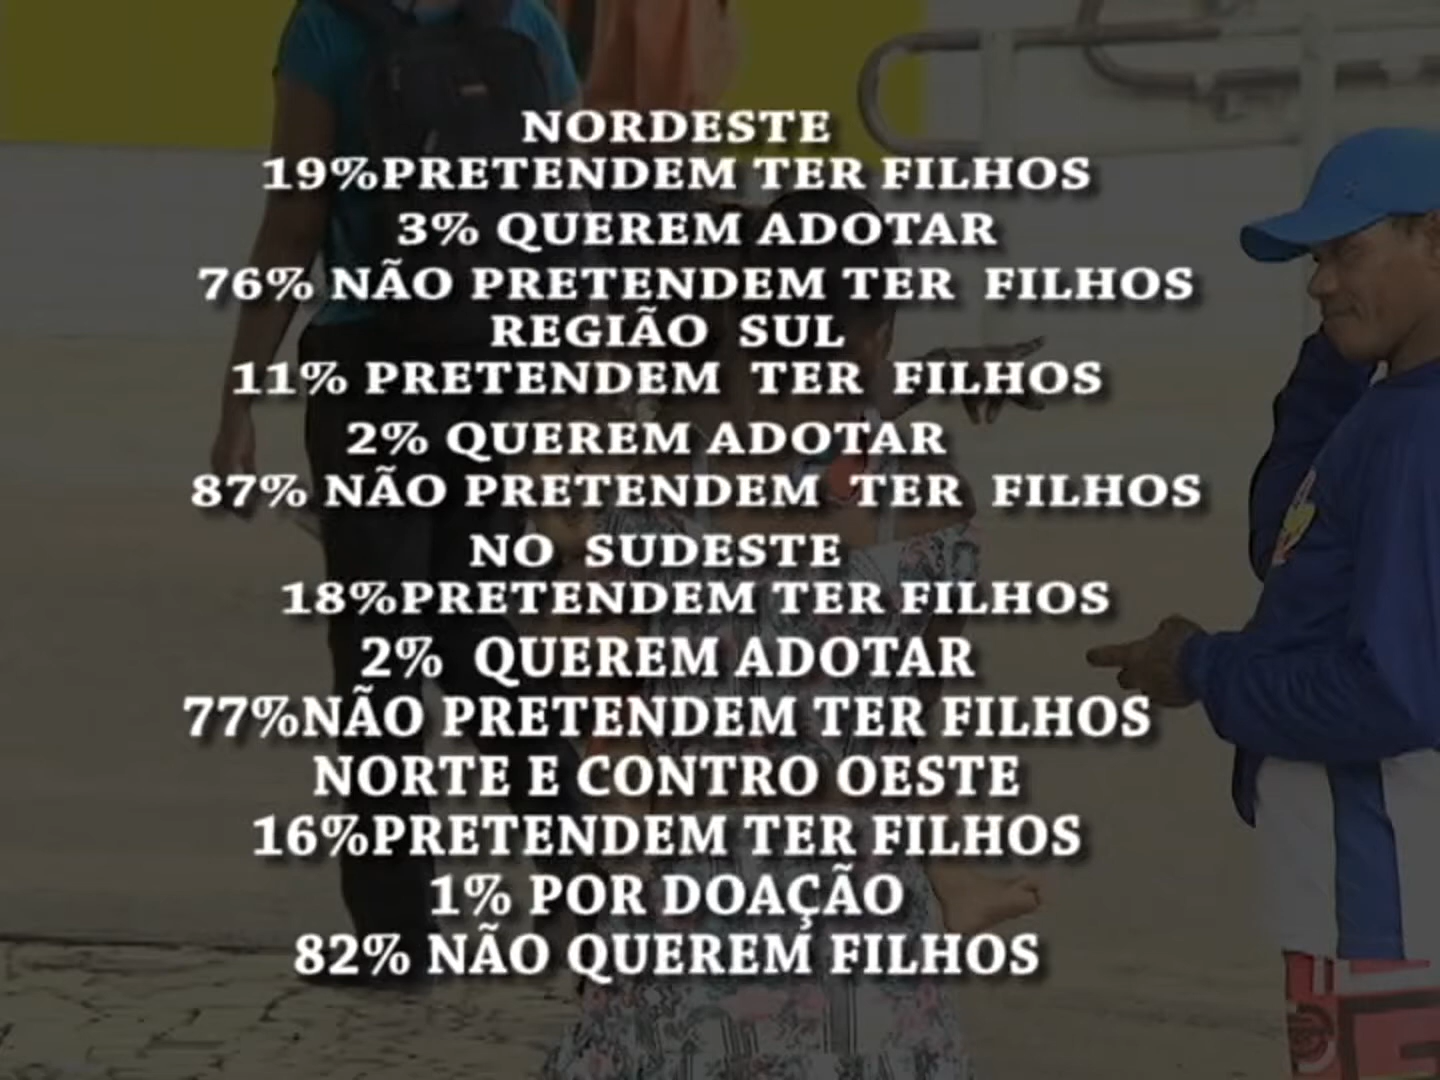 NORDESTE
19%PRETENDEM TER FILHOS
3% QUEREM ADOTAR
76% NÃO PRETENDEM TER FILHOS
REGIÃO SUL
11% PRETENDEM TER FILHOS
2% QUEREM ADOTAR
87% NÃO PRETENDEM TER FILHOS
NO SUDESTE
18%PRETENDEM TER FILHOS
2% QUEREM ADOTAR
77%NÃO PRETENDEM TER FILHOS
NORTE E CONTRO OESTE
16%PRETENDEM TER FILHOS
1% POR DOAÇÃO
82% NÃO QUEREM FILHOS